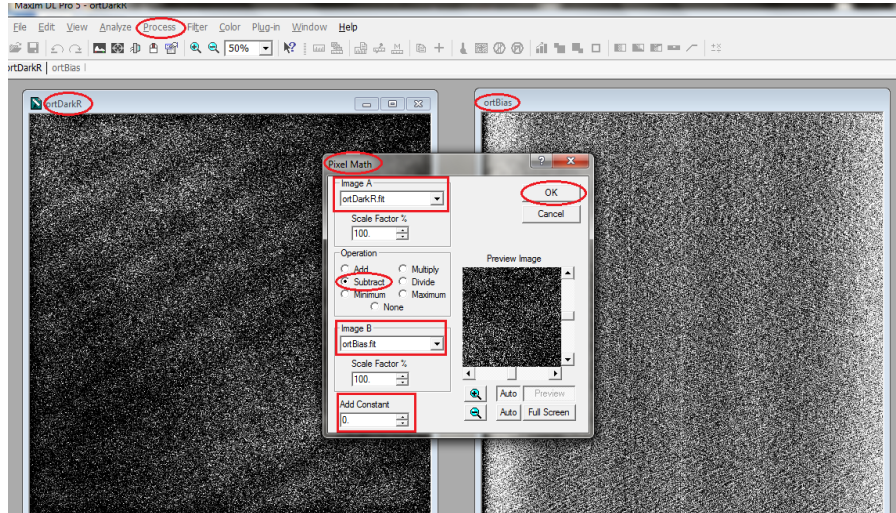 Maxim DL Pro 5 - ortDarkR
File Edit View Analyze Process Filter Color Plug-in Window Help
50%
ortDarkR ortBias
ortDarkR
ortBias
Pixel Math
Image A
ortDarkR.fit
OK
Scale Factor %
100.
Cancel
Operation
Add Multiply
Subtract Divide
Minimum Maximum
None
Preview Image
Image B
ortBias.fit
Scale Factor %
100.
Auto Preview
Add Constant
0.
Auto Full Screen